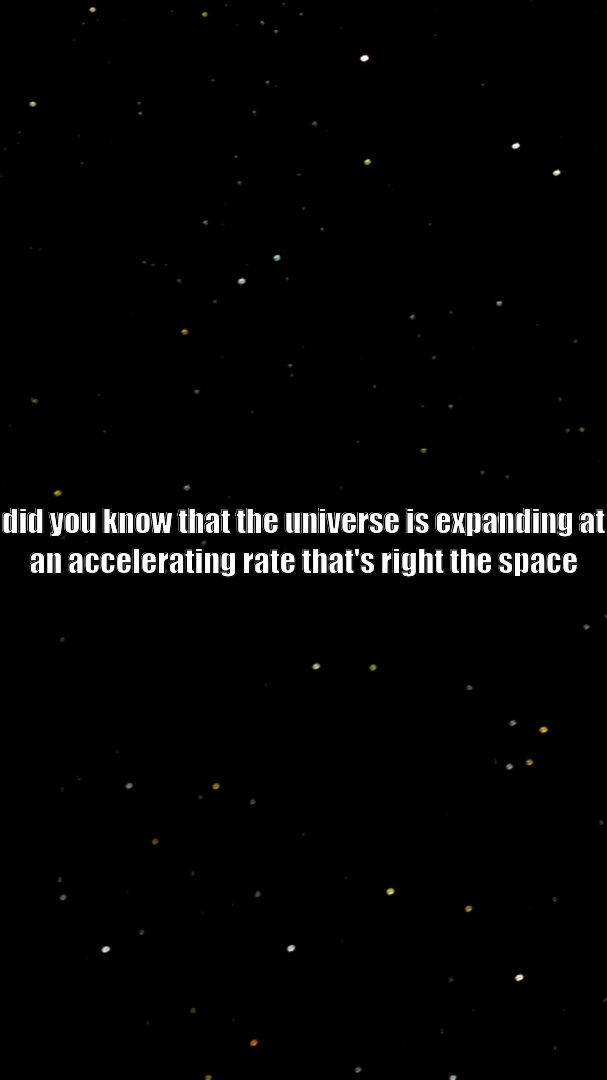 did you know that the universe is expanding at
an accelerating rate that's right the space